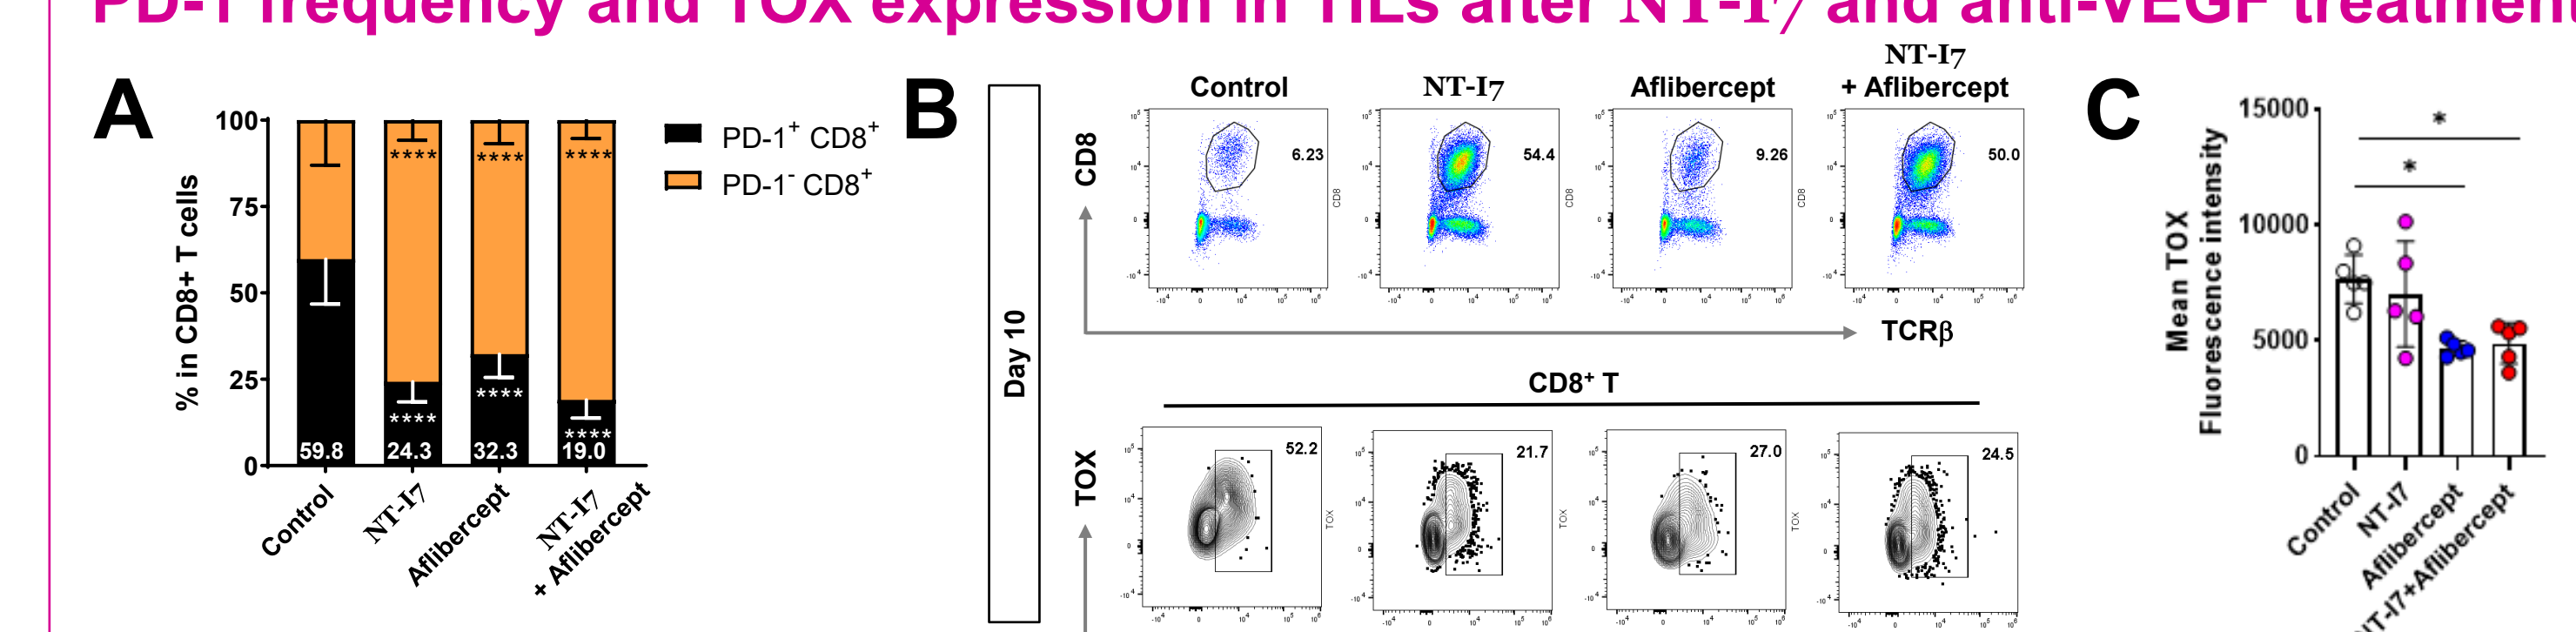 PD-1 frequency and TOX expression in TILs after NT-I7 and anti-VEGF treatment
A
% in CD8+ T cells
100
75
50
25
0
****
****
****
****
****
****
59.8
24.3
32.3
19.0
Control
NT-I7
Aflibercept
NT-I7
+ Aflibercept
PD-1+ CD8+
PD-1- CD8+
B
Day 10
Control
NT-I7
Aflibercept
NT-I7
+ Aflibercept
CD8
6.23
54.4
9.26
50.0
TCRβ
CD8+ T
TOX
52.2
21.7
27.0
24.5
C
Mean TOX
Fluorescence intensity
15000
10000
5000
0
*
*
Control
NT-I7
Aflibercept
NT-I7+Aflibercept